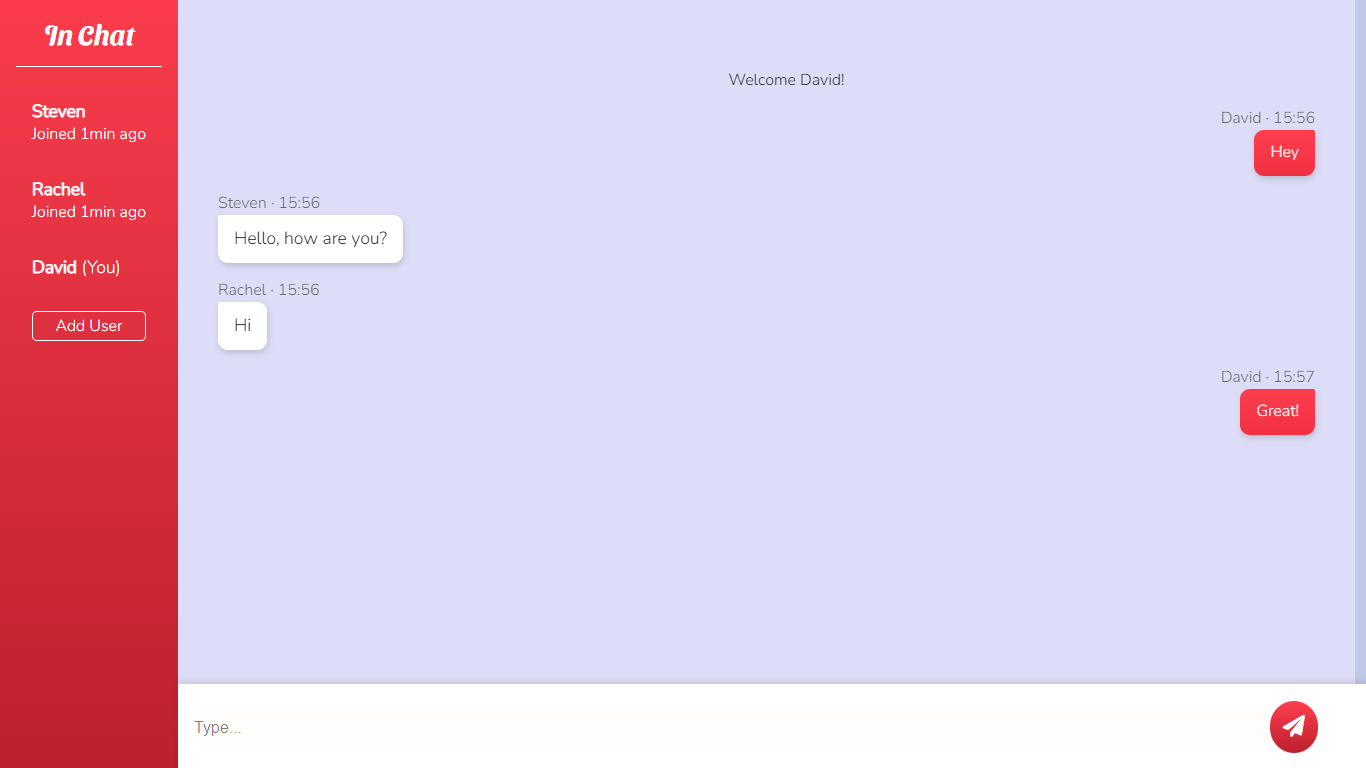 In Chat
Steven
Joined 1min ago
Rachel
Joined 1min ago
David (You)
Add User
Welcome David!
David · 15:56
Hey
Steven · 15:56
Hello, how are you?
Rachel · 15:56
Hi
David · 15:57
Great!
Type...